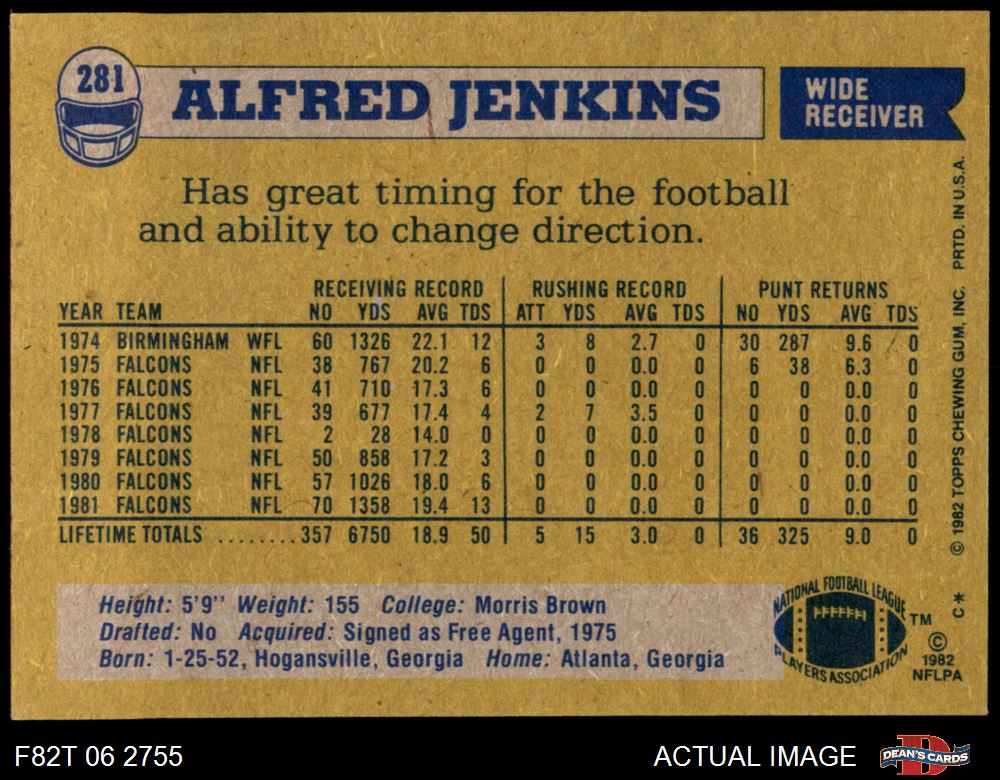 281
ALFRED JENKINS
WIDE
RECEIVER
Has great timing for the football
and ability to change direction.
RECEIVING RECORD RUSHING RECORD PUNT RETURNS
YEAR TEAM NO YDS AVG TDS ATT YDS AVG TDS NO YDS AVG TDS
1974 BIRMINGHAM WFL 60 1326 22.1 12 3 8 2.7 0 30 287 9.6 0
1975 FALCONS NFL 38 767 20.2 6 0 0 0.0 0 6 38 6.3 0
1976 FALCONS NFL 41 710 17.3 6 0 0 0.0 0 0 0 0.0 0
1977 FALCONS NFL 39 677 17.4 4 2 7 3.5 0 0 0 0.0 0
1978 FALCONS NFL 2 28 14.0 0 0 0 0.0 0 0 0 0.0 0
1979 FALCONS NFL 50 858 17.2 3 0 0 0.0 0 0 0 0.0 0
1980 FALCONS NFL 57 1026 18.0 6 0 0 0.0 0 0 0 0.0 0
1981 FALCONS NFL 70 1358 19.4 13 0 0 0.0 0 0 0 0.0 0
LIFETIME TOTALS ........357 6750 18.9 50 5 15 3.0 0 36 325 9.0 0
© 1982 TOPPS CHEWING GUM, INC. PRTD. IN U.S.A.
C*
Height: 5'9" Weight: 155 College: Morris Brown
Drafted: No Acquired: Signed as Free Agent, 1975
Born: 1-25-52, Hogansville, Georgia Home: Atlanta, Georgia
NATIONAL FOOTBALL LEAGUE
PLAYERS ASSOCIATION
TM
©
1982
NFLPA
F82T 06 2755
ACTUAL IMAGE
DEAN'S CARDS